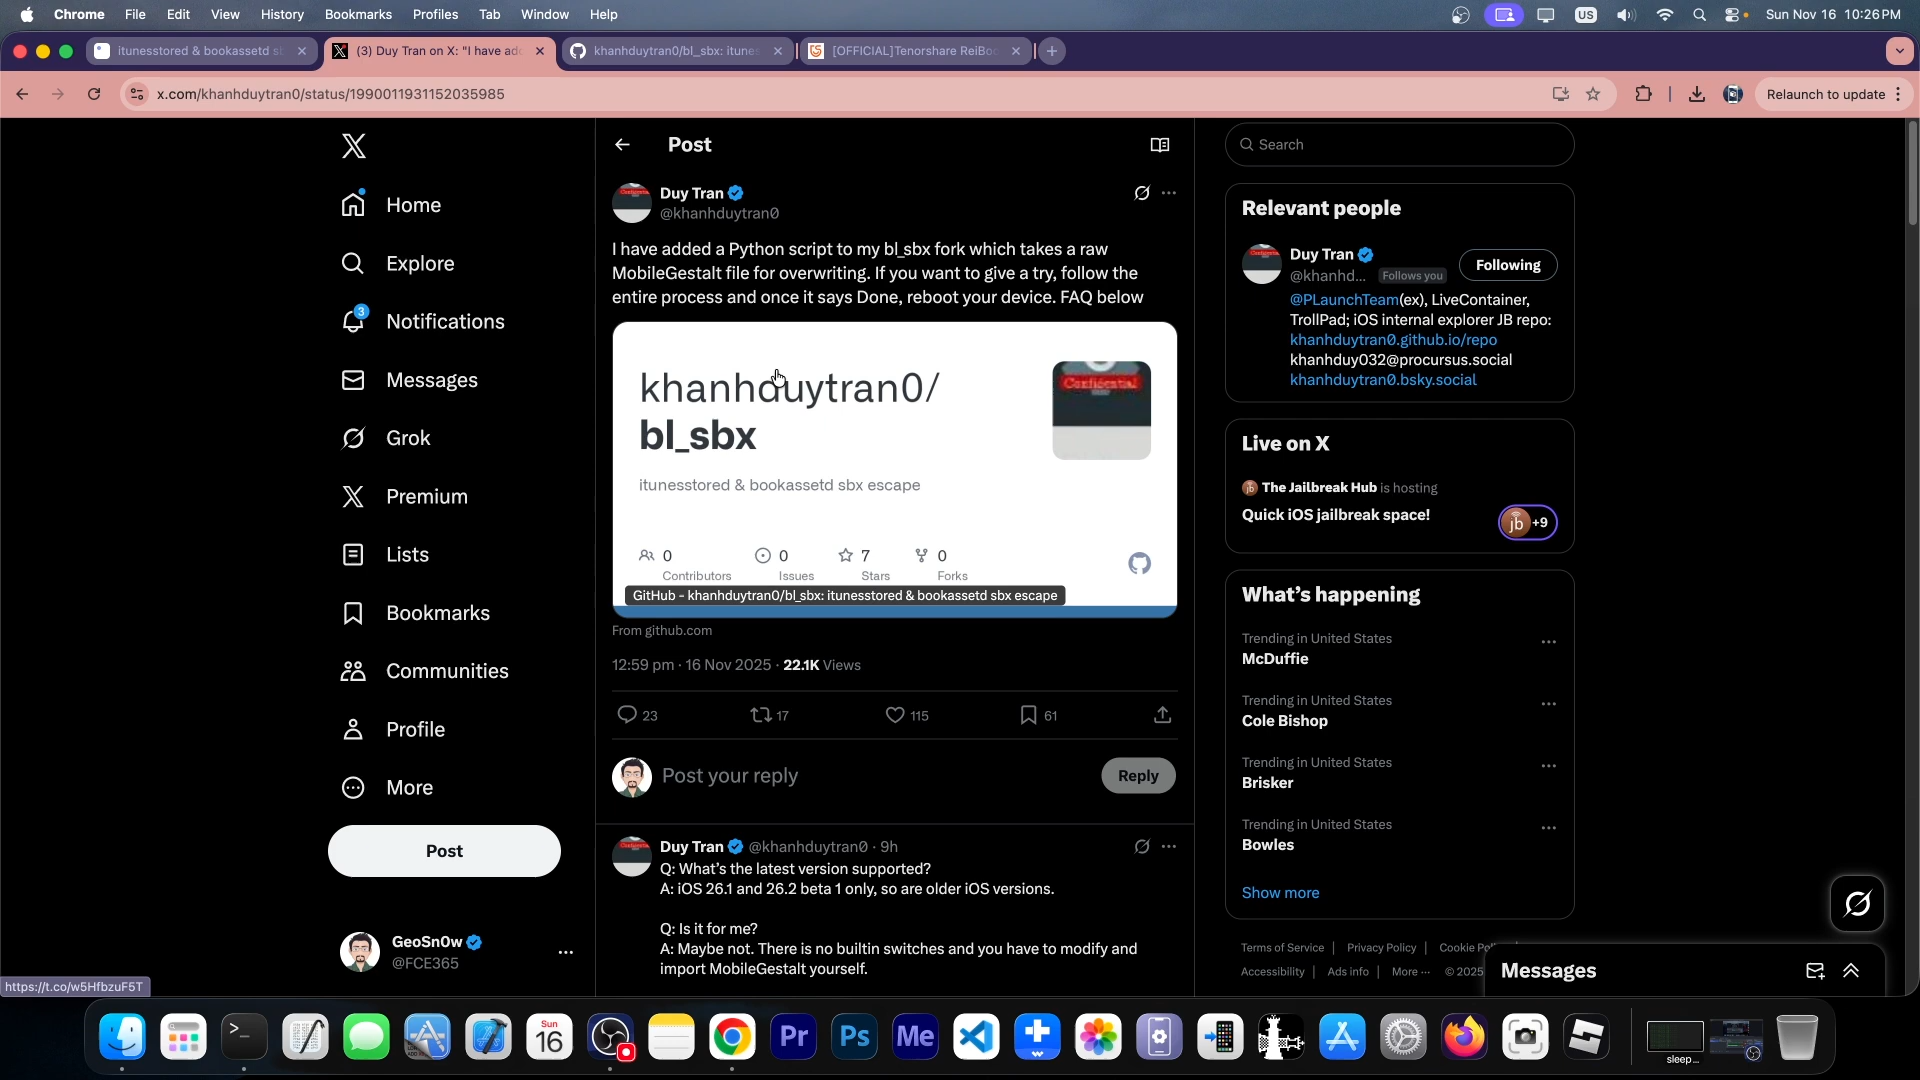 Chrome File Edit View History Bookmarks Profiles Tab Window Help
US Sun Nov 16 10:26 PM
itunesstored & bookassetd s
(3) Duy Tran on X: "I have ad
khanhduytran0/bl_sbx: itunes
[OFFICIAL]Tenorshare ReiBo
x.com/khanhduytran0/status/1990011931152035985
Relaunch to update
Home
Explore
3
Notifications
Messages
Grok
Premium
Lists
Bookmarks
Communities
Profile
More
Post
GeoSn0w
@FCE365
https://t.co/w5HfbzuF5T
Post
Duy Tran
@khanhduytran0
I have added a Python script to my bl_sbx fork which takes a raw
MobileGestalt file for overwriting. If you want to give a try, follow the
entire process and once it says Done, reboot your device. FAQ below
khanhduytran0/
bl_sbx
Confidential
itunesstored & bookassetd sbx escape
0 0 7 0
Contributors Issues Stars Forks
GitHub - khanhduytran0/bl_sbx: itunesstored & bookassetd sbx escape
From github.com
12:59 pm · 16 Nov 2025 · 22.1K Views
23 17 115 61
Post your reply
Reply
Duy Tran @khanhduytran0 · 9h
Q: What's the latest version supported?
A: iOS 26.1 and 26.2 beta 1 only, so are older iOS versions.
Q: Is it for me?
A: Maybe not. There is no builtin switches and you have to modify and
import MobileGestalt yourself.
Search
Relevant people
Duy Tran
@khanhd... Follows you
Following
@PLaunchTeam(ex), LiveContainer,
TrollPad; iOS internal explorer JB repo:
khanhduytran0.github.io/repo
khanhduy032@procursus.social
khanhduytran0.bsky.social
Live on X
The Jailbreak Hub is hosting
Quick iOS jailbreak space!
jb +9
What's happening
Trending in United States
McDuffie
Trending in United States
Cole Bishop
Trending in United States
Brisker
Trending in United States
Bowles
Show more
Terms of Service | Privacy Policy | Cookie Pol
Accessibility | Ads info | More ... © 2025
Messages
Sun
16
Pr
Ps
Me
sleep...